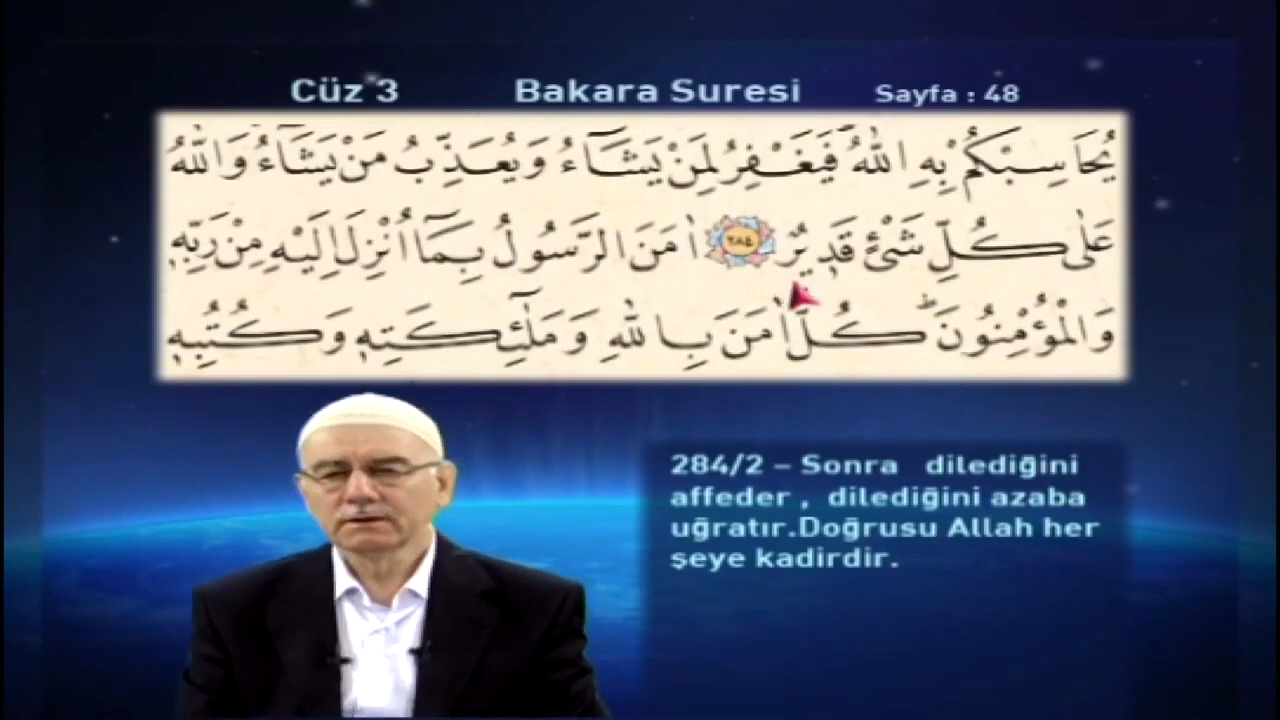 Cüz 3 Bakara Suresi Sayfa : 48
يُحَاسِبْكُمْ بِهِ اللّٰهُ فَيَغْفِرُ لِمَنْ يَشَٓاءُ وَيُعَذِّبُ مَنْ يَشَٓاءُ وَاللّٰهُ
عَلٰى كُلِّ شَيْءٍ قَد۪يرٌ ﴿٢٨٤﴾ اٰمَنَ الرَّسُولُ بِمَٓا اُنْزِلَ اِلَيْهِ مِنْ رَبِّه۪
وَالْمُؤْمِنُونَۜ كُلٌّ اٰمَنَ بِاللّٰهِ وَمَلٰٓئِكَتِه۪ وَكُتُبِه۪
284/2 – Sonra dilediğini
affeder , dilediğini azaba
uğratır.Doğrusu Allah her
şeye kadirdir.